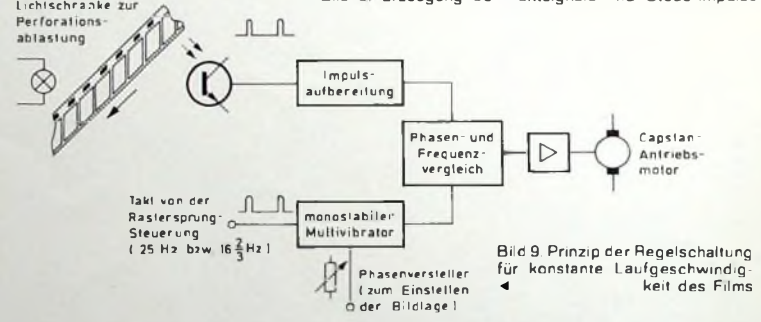 Lichtschranke zur
Perforations-
abtastung
Impuls-
aufbereitung
Phasen- und
Frequenz-
vergleich
Capstan-
Antriebs-
motor
Takt von der
Rastersprung-
Steuerung
( 25 Hz bzw. 16 2/3 Hz )
monostabiler
Multivibrator
Phasenversteller
( zum Einstellen
der Bildlage )
Bild 9. Prinzip der Regelschaltung
für konstante Laufgeschwindig-
keit des Films